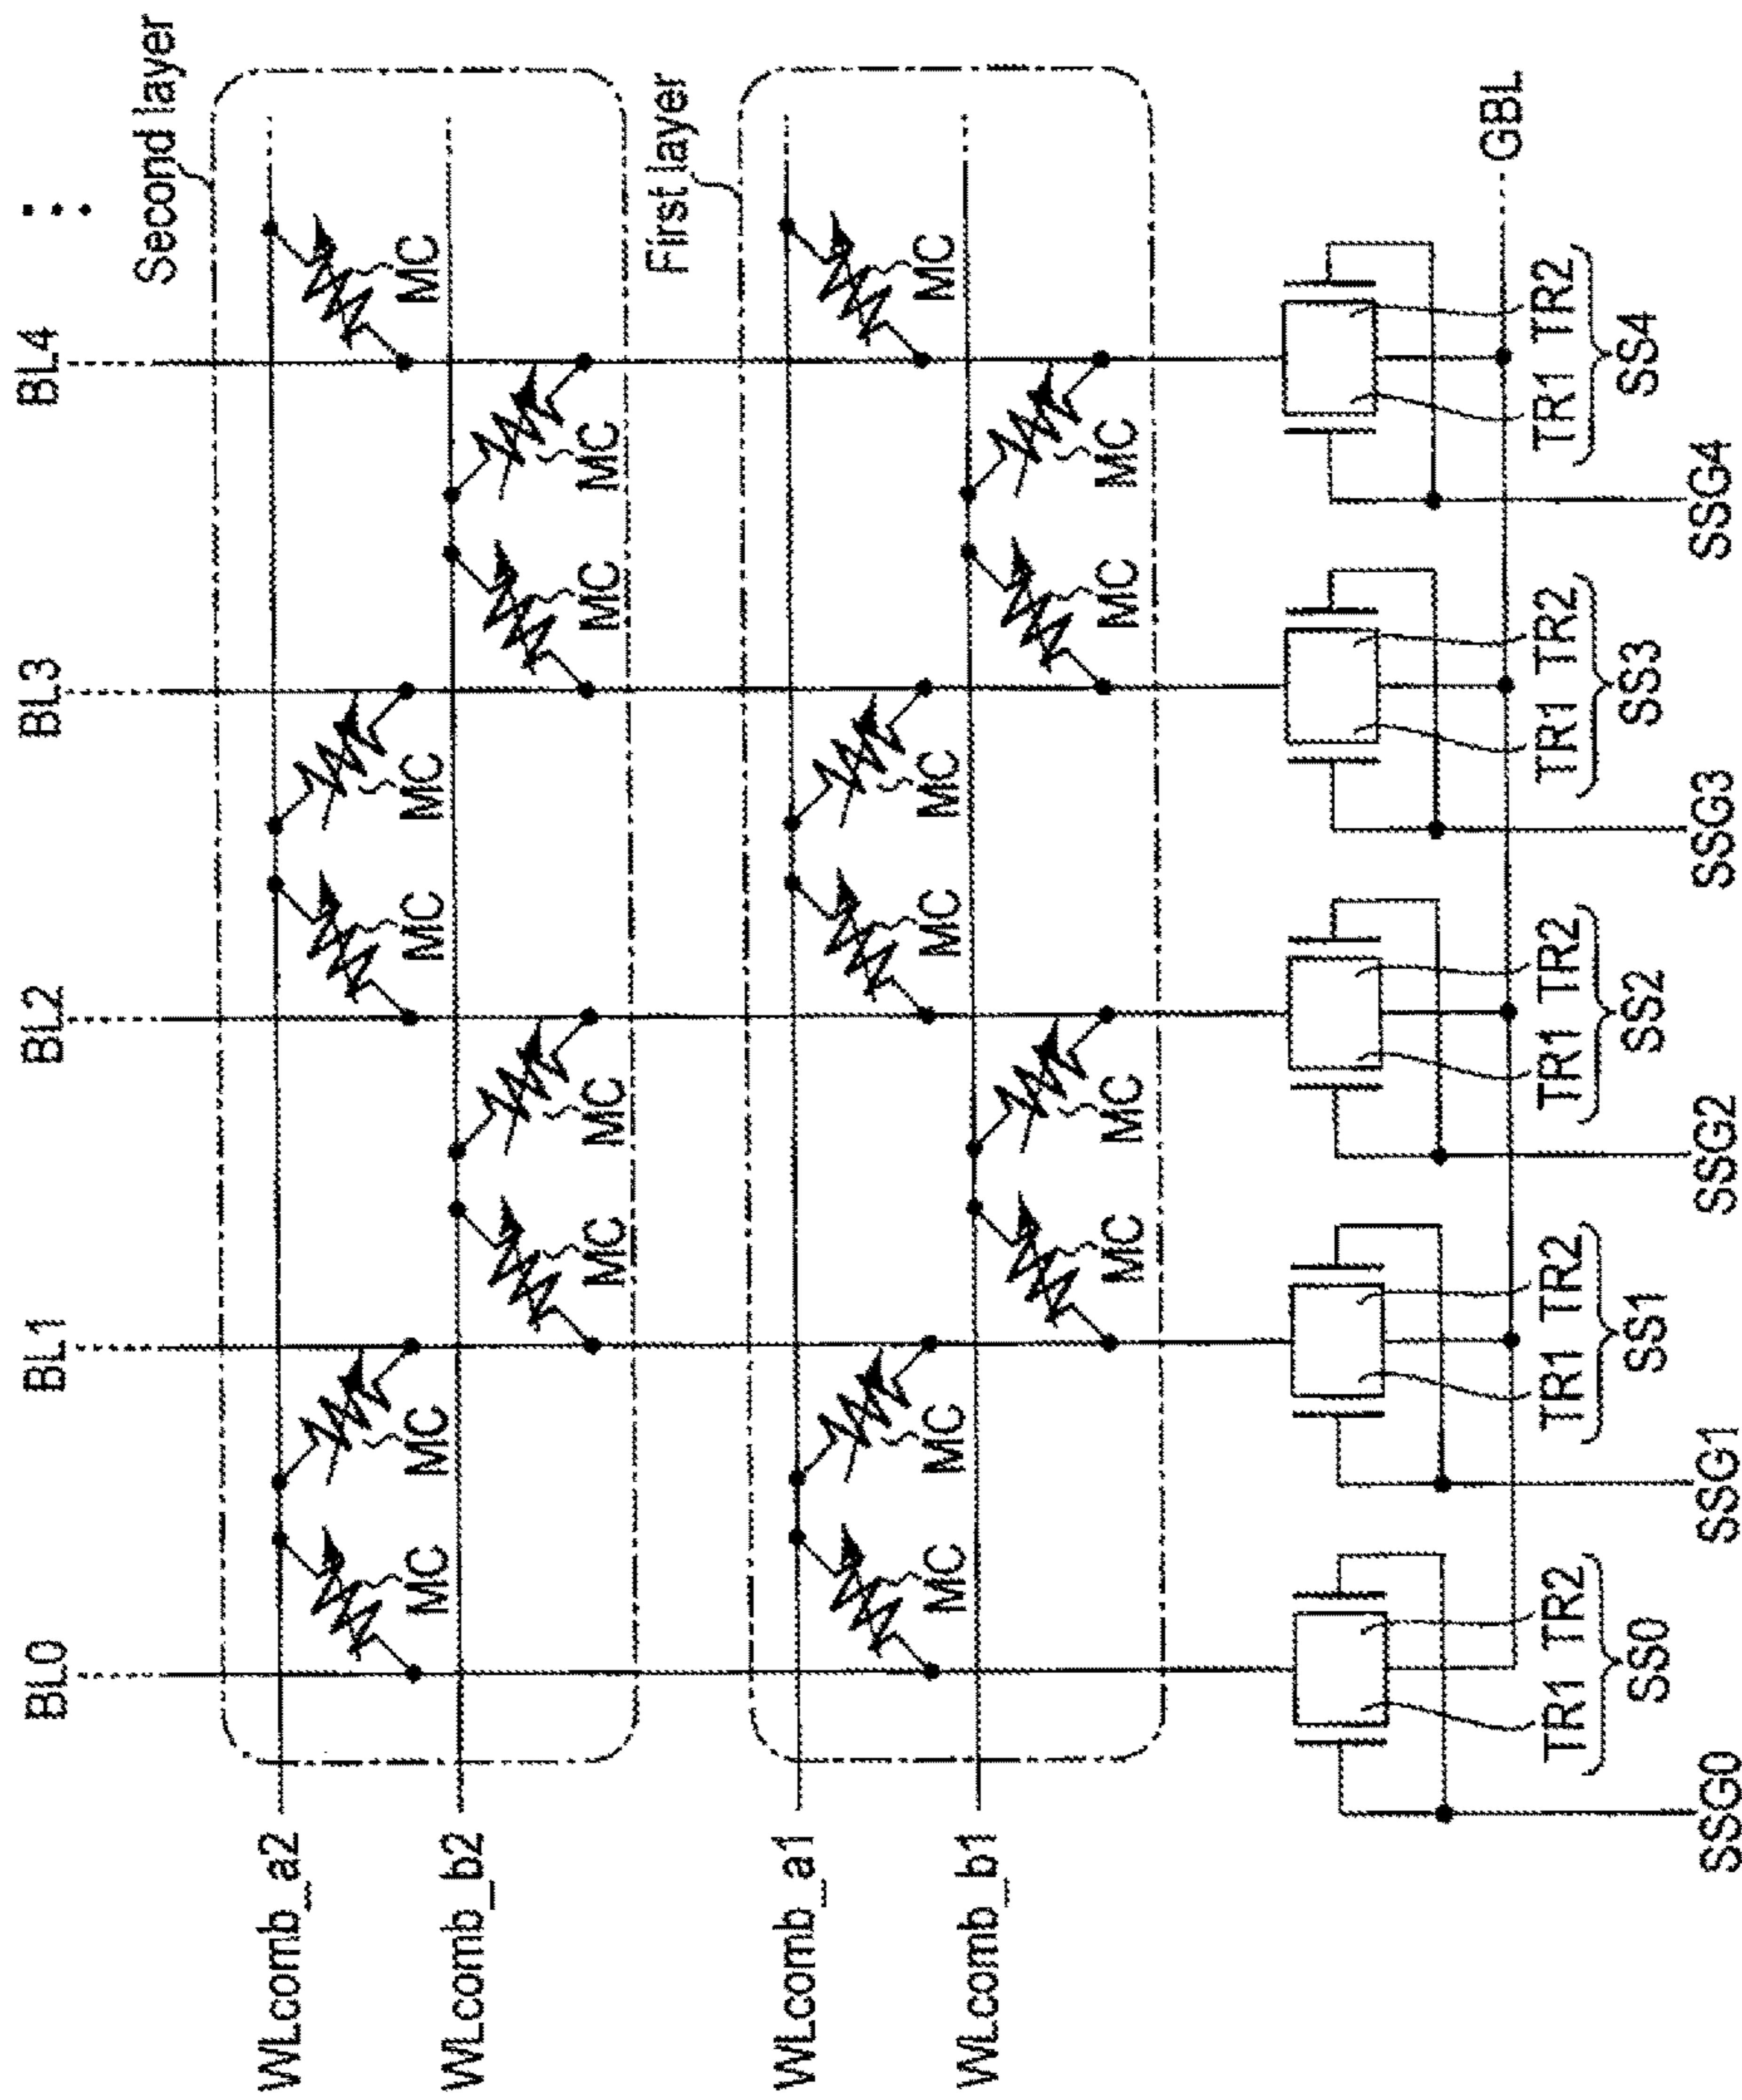 BL0
BL1
BL2
BL3
BL4
Second layer
WLcomb_a2
MC
MC
MC
MC
MC
WLcomb_b2
MC
MC
MC
MC
First layer
WLcomb_a1
MC
MC
MC
MC
MC
WLcomb_b1
MC
MC
MC
MC
GBL
TR1 TR2
TR1 TR2
TR1 TR2
TR1 TR2
TR1 TR2
SS0
SS1
SS2
SS3
SS4
SSG0
SSG1
SSG2
SSG3
SSG4